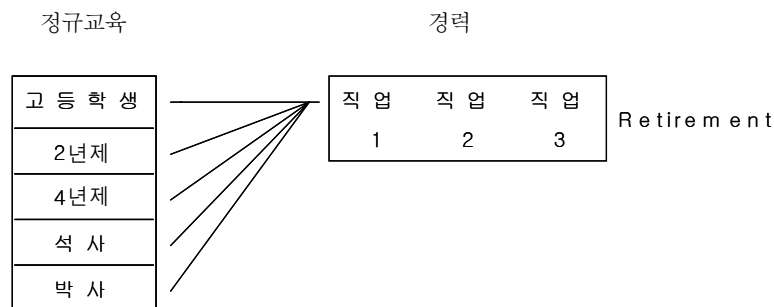 정규교육
경력
고등학생
2년제
4년제
석사
박사
직업 직업 직업
1 2 3
Retirement